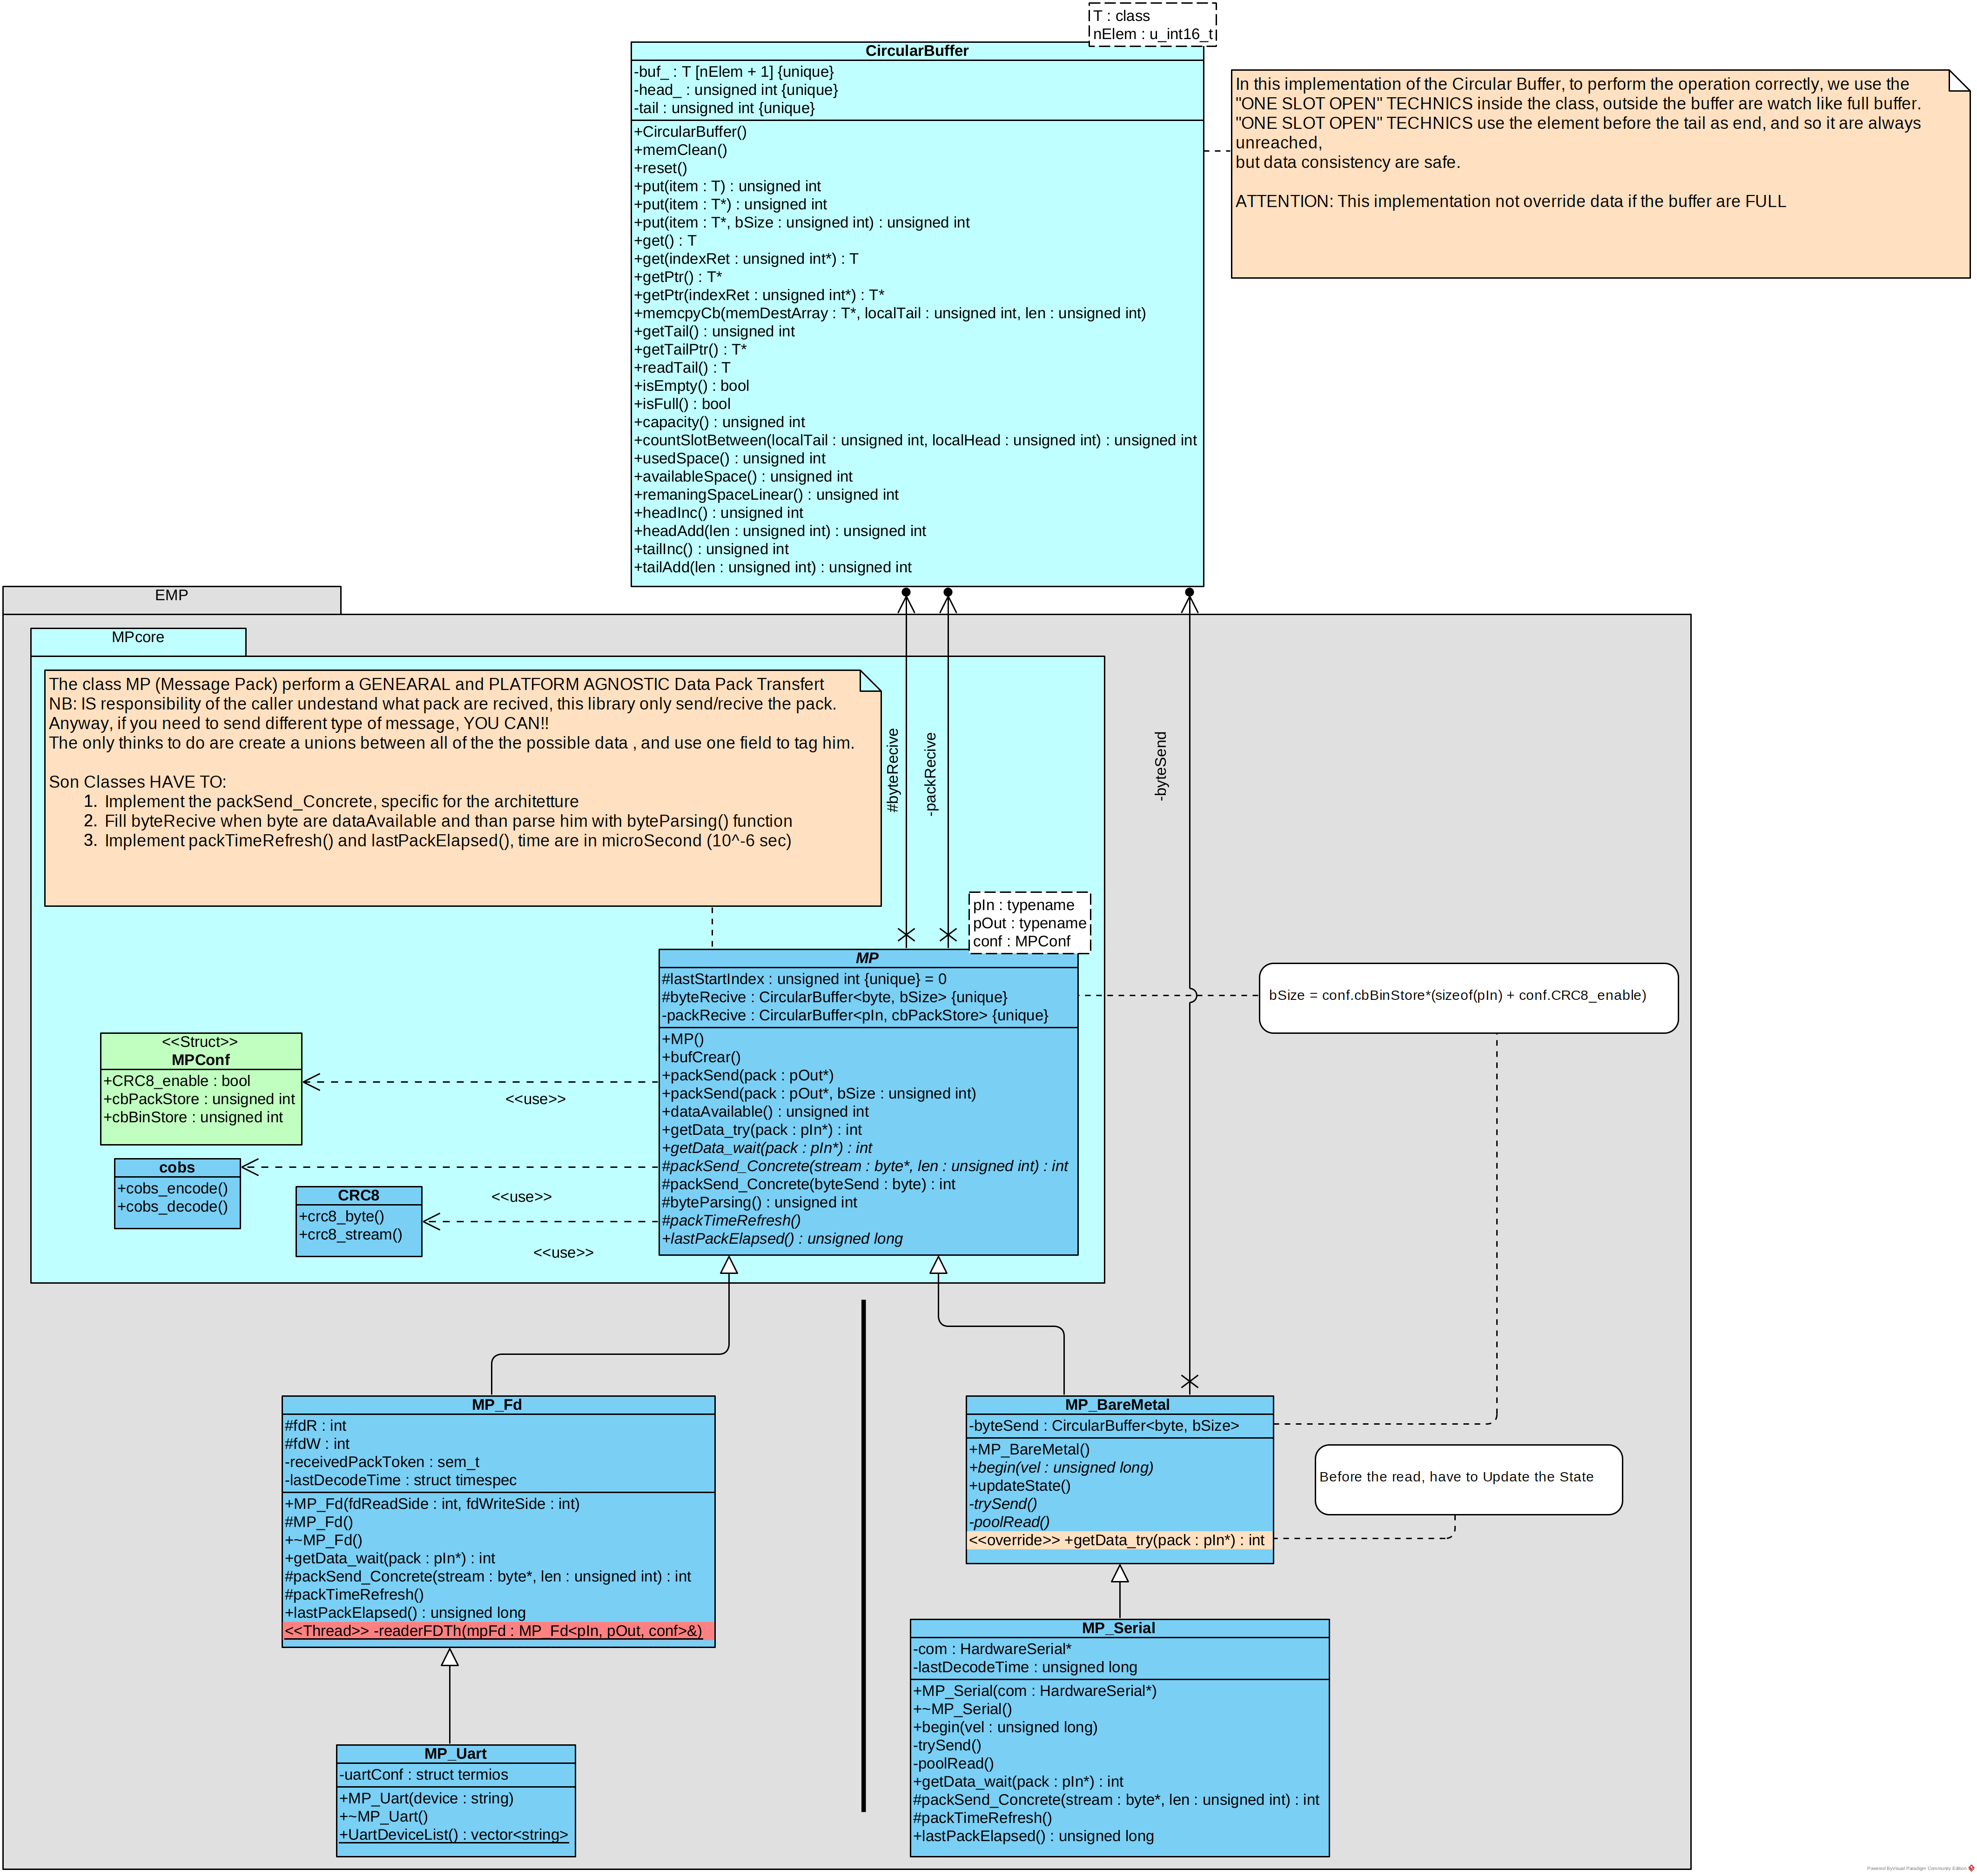 T : class
nElem : u_int16_t
CircularBuffer
-buf_ : T [nElem + 1] {unique}
-head_ : unsigned int {unique}
-tail : unsigned int {unique}
+CircularBuffer()
+memClean()
+reset()
+put(item : T) : unsigned int
+put(item : T*) : unsigned int
+put(item : T*, bSize : unsigned int) : unsigned int
+get() : T
+get(indexRet : unsigned int*) : T
+getPtr() : T*
+getPtr(indexRet : unsigned int*) : T*
+memcpyCb(memDestArray : T*, localTail : unsigned int, len : unsigned int)
+getTail() : unsigned int
+getTailPtr() : T*
+readTail() : T
+isEmpty() : bool
+isFull() : bool
+capacity() : unsigned int
+countSlotBetween(localTail : unsigned int, localHead : unsigned int) : unsigned int
+usedSpace() : unsigned int
+availableSpace() : unsigned int
+remaningSpaceLinear() : unsigned int
+headInc() : unsigned int
+headAdd(len : unsigned int) : unsigned int
+tailInc() : unsigned int
+tailAdd(len : unsigned int) : unsigned int
In this implementation of the Circular Buffer, to perform the operation correctly, we use the
"ONE SLOT OPEN" TECHNICS inside the class, outside the buffer are watch like full buffer.
"ONE SLOT OPEN" TECHNICS use the element before the tail as end, and so it are always
unreached,
but data consistency are safe.
ATTENTION: This implementation not override data if the buffer are FULL
EMP
MPcore
The class MP (Message Pack) perform a GENEARAL and PLATFORM AGNOSTIC Data Pack Transfert
NB: IS responsibility of the caller undestand what pack are recived, this library only send/recive the pack.
Anyway, if you need to send different type of message, YOU CAN!!
The only thinks to do are create a unions between all of the the possible data , and use one field to tag him.
Son Classes HAVE TO:
1. Implement the packSend_Concrete, specific for the architetture
2. Fill byteRecive when byte are dataAvailable and than parse him with byteParsing() function
3. Implement packTimeRefresh() and lastPackElapsed(), time are in microSecond (10^-6 sec)
#byteRecive
-packRecive
-byteSend
pIn : typename
pOut : typename
conf : MPConf
MP
#lastStartIndex : unsigned int {unique} = 0
#byteRecive : CircularBuffer<byte, bSize> {unique}
-packRecive : CircularBuffer<pIn, cbPackStore> {unique}
+MP()
+bufCrear()
+packSend(pack : pOut*)
+packSend(pack : pOut*, bSize : unsigned int)
+dataAvailable() : unsigned int
+getData_try(pack : pIn*) : int
+getData_wait(pack : pIn*) : int
#packSend_Concrete(stream : byte*, len : unsigned int) : int
#packSend_Concrete(byteSend : byte) : int
#byteParsing() : unsigned int
#packTimeRefresh()
+lastPackElapsed() : unsigned long
bSize = conf.cbBinStore*(sizeof(pIn) + conf.CRC8_enable)
<<Struct>>
MPConf
+CRC8_enable : bool
+cbPackStore : unsigned int
+cbBinStore : unsigned int
<<use>>
cobs
+cobs_encode()
+cobs_decode()
<<use>>
CRC8
+crc8_byte()
+crc8_stream()
<<use>>
MP_Fd
#fdR : int
#fdW : int
-receivedPackToken : sem_t
-lastDecodeTime : struct timespec
+MP_Fd(fdReadSide : int, fdWriteSide : int)
#MP_Fd()
+~MP_Fd()
+getData_wait(pack : pIn*) : int
#packSend_Concrete(stream : byte*, len : unsigned int) : int
#packTimeRefresh()
+lastPackElapsed() : unsigned long
<<Thread>> -readerFDTh(mpFd : MP_Fd<pIn, pOut, conf>&)
MP_BareMetal
-byteSend : CircularBuffer<byte, bSize>
+MP_BareMetal()
+begin(vel : unsigned long)
+updateState()
-trySend()
-poolRead()
<<override>> +getData_try(pack : pIn*) : int
Before the read, have to Update the State
MP_Serial
-com : HardwareSerial*
-lastDecodeTime : unsigned long
+MP_Serial(com : HardwareSerial*)
+~MP_Serial()
+begin(vel : unsigned long)
-trySend()
-poolRead()
+getData_wait(pack : pIn*) : int
#packSend_Concrete(stream : byte*, len : unsigned int) : int
#packTimeRefresh()
+lastPackElapsed() : unsigned long
MP_Uart
-uartConf : struct termios
+MP_Uart(device : string)
+~MP_Uart()
+UartDeviceList() : vector<string>
Powered By Visual Paradigm Community Edition